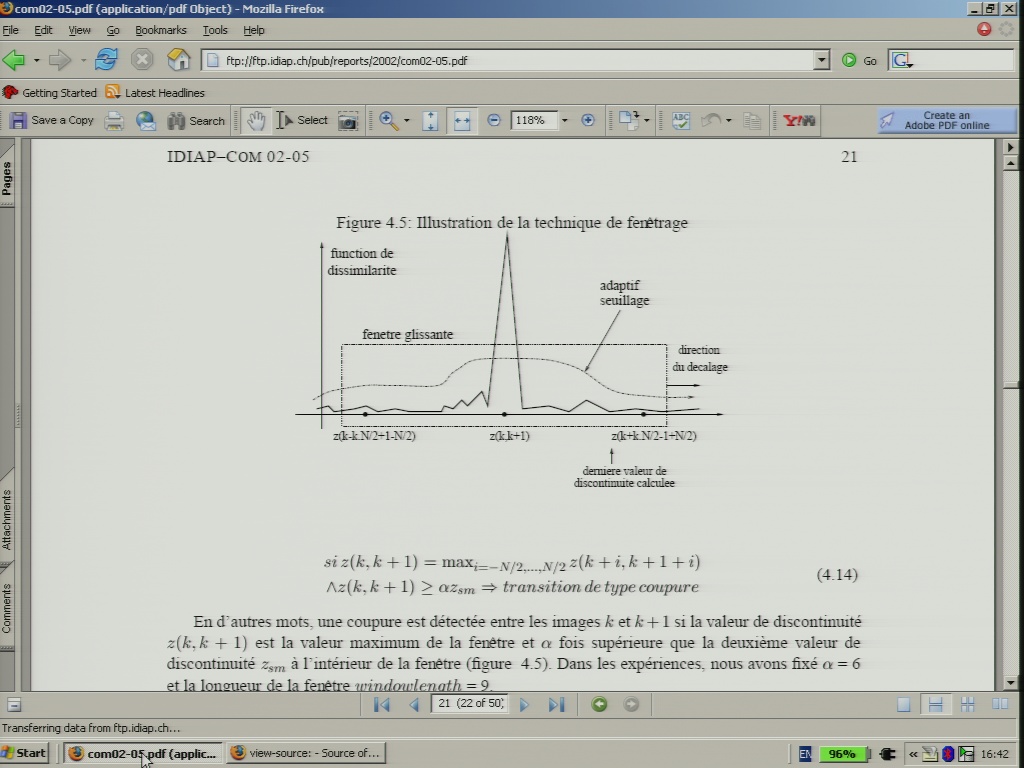 com02-05.pdf (application/pdf Object) - Mozilla Firefox
File Edit View Go Bookmarks Tools Help
ftp://ftp.idiap.ch/pub/reports/2002/com02-05.pdf Go
Getting Started Latest Headlines
Save a Copy Search Select 118% Create an Adobe PDF online
Pages
Attachments
Comments
IDIAP–COM 02-05 21
Figure 4.5: Illustration de la technique de fenêtrage
function de
dissimilarite
adaptif
seuillage
fenetre glissante
direction
du decalage
z(k-k.N/2+1-N/2) z(k,k+1) z(k+k.N/2-1+N/2)
derniere valeur de
discontinuite calculee
si z(k, k + 1) = max_{i=−N/2,...,N/2} z(k + i, k + 1 + i)
∧z(k, k + 1) ≥ αz_{sm} ⇒ transition de type coupure
(4.14)
En d'autres mots, une coupure est détectée entre les images k et k + 1 si la valeur de discontinuité
z(k, k + 1) est la valeur maximum de la fenêtre et α fois supérieure que la deuxième valeur de
discontinuité z_{sm} à l'intérieur de la fenêtre (figure 4.5). Dans les expériences, nous avons fixé α = 6
et la longueur de la fenêtre windowlength = 9.
21 (22 of 50)
Transferring data from ftp.idiap.ch...
Start com02-05.pdf (applic... view-source: - Source of... EN 96% « 16:42